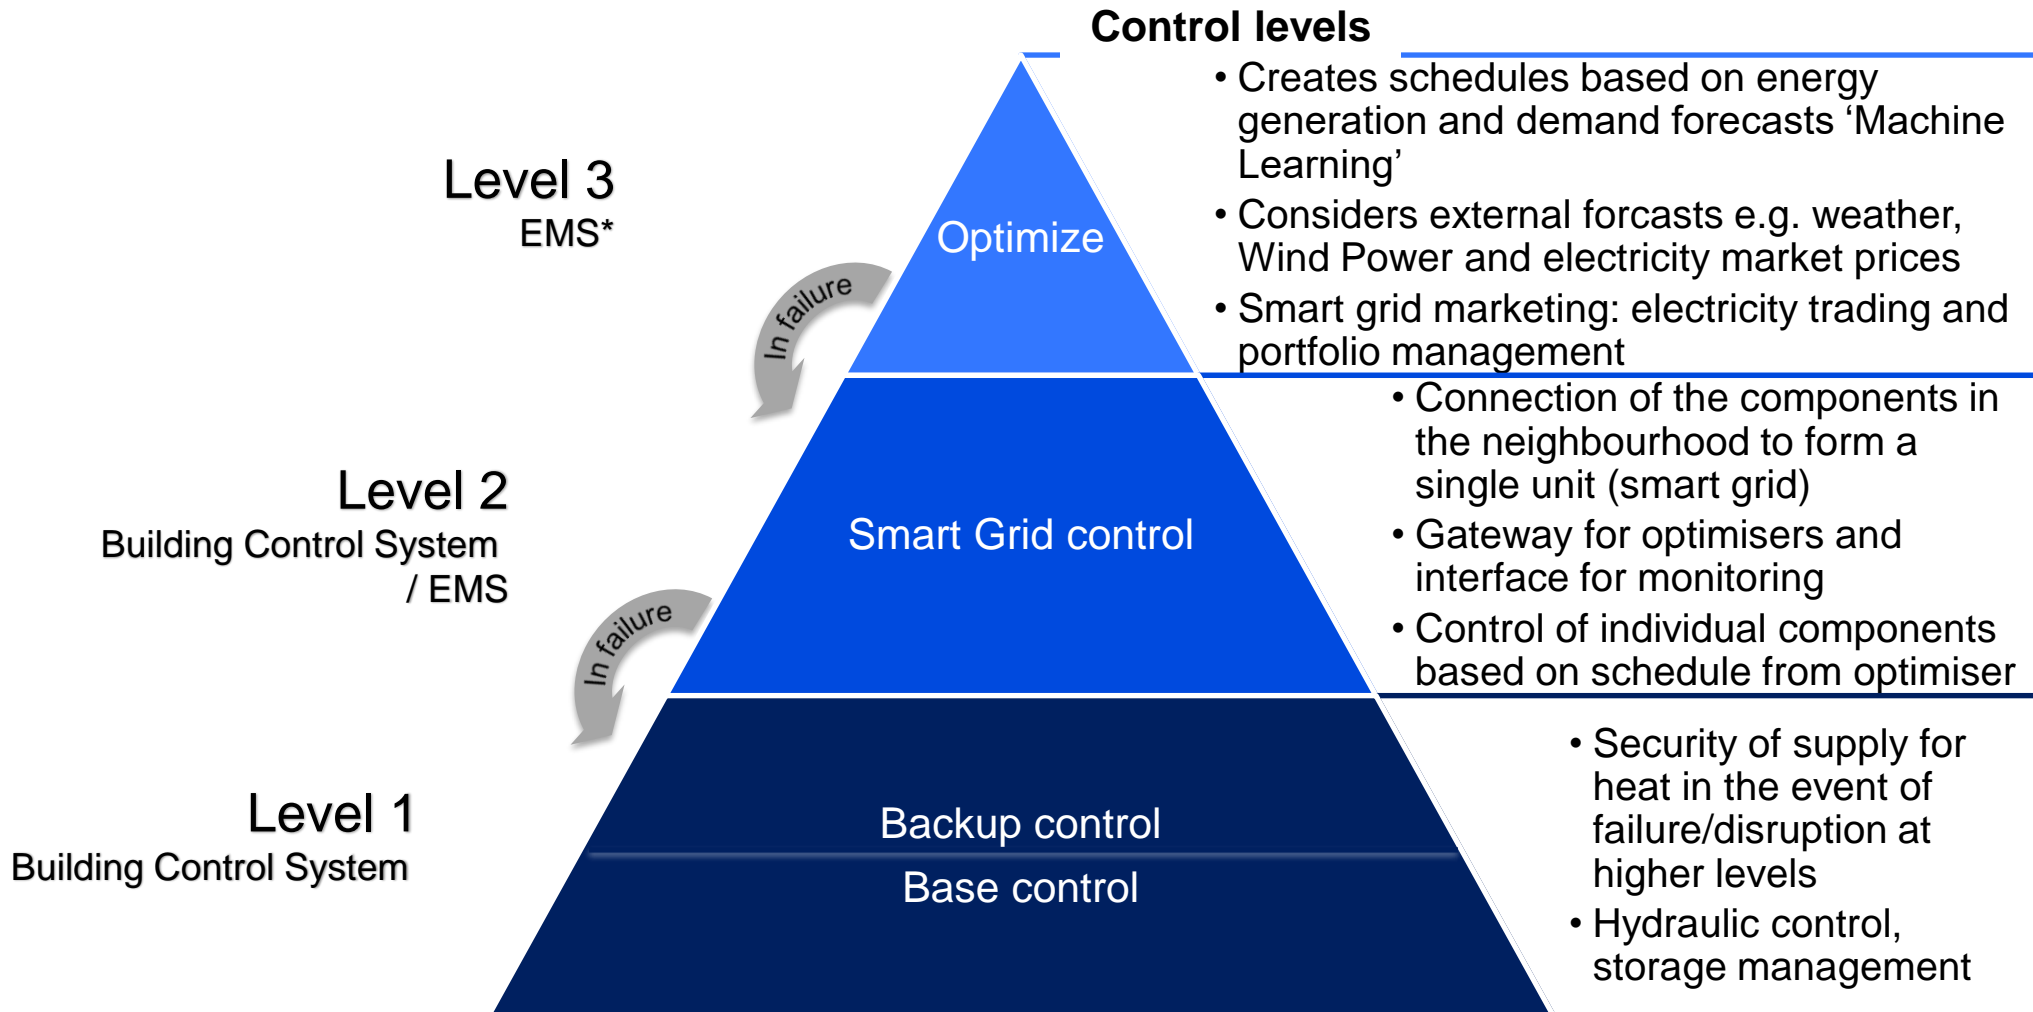 Control levels
Level 3
EMS*
Optimize
• Creates schedules based on energy
generation and demand forecasts ‘Machine
Learning’
• Considers external forcasts e.g. weather,
Wind Power and electricity market prices
• Smart grid marketing: electricity trading and
portfolio management
In failure
Level 2
Building Control System
/ EMS
Smart Grid control
• Connection of the components in
the neighbourhood to form a
single unit (smart grid)
• Gateway for optimisers and
interface for monitoring
• Control of individual components
based on schedule from optimiser
In failure
Level 1
Building Control System
Backup control
Base control
• Security of supply for
heat in the event of
failure/disruption at
higher levels
• Hydraulic control,
storage management